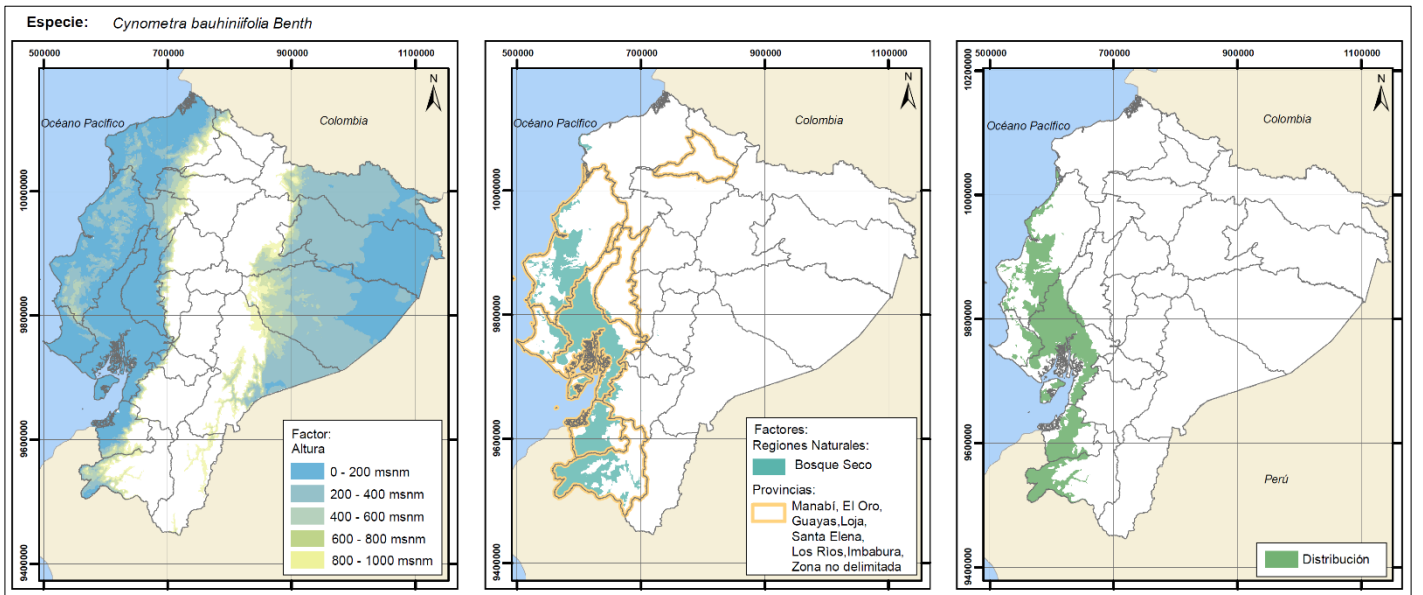 Especie: Cynometra bauhiniifolia Benth
500000 700000 900000 1100000
N
Océano Pacífico
Colombia
10000000
9800000
9600000
9400000
Factor:
Altura
0 - 200 msnm
200 - 400 msnm
400 - 600 msnm
600 - 800 msnm
800 - 1000 msnm
500000 700000 900000 1100000
N
Océano Pacífico
Colombia
10000000
9800000
9600000
9400000
Factores:
Regiones Naturales:
Bosque Seco
Provincias:
Manabí, El Oro,
Guayas,Loja,
Santa Elena,
Los Ríos,Imbabura,
Zona no delimitada
500000 700000 900000 1100000
N
Océano Pacífico
Colombia
Perú
10200000
10000000
9800000
9600000
9400000
Distribución